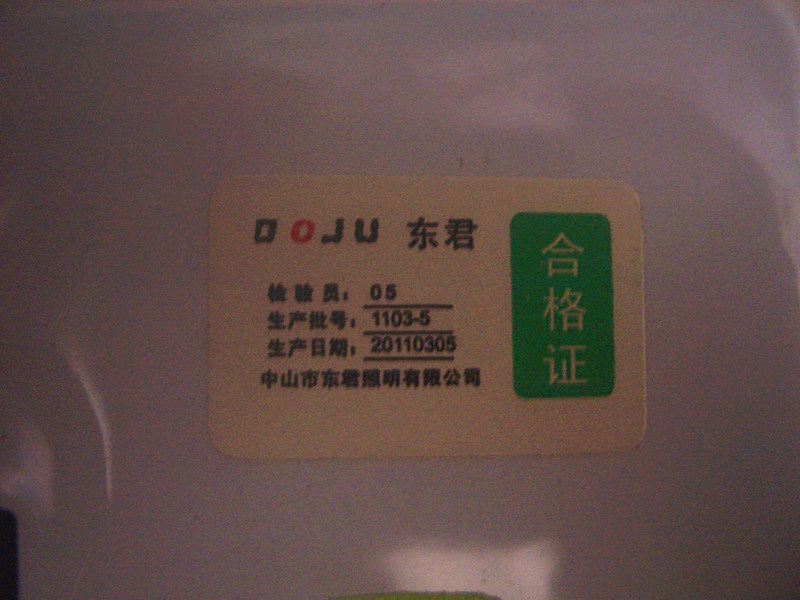 DOJU 东君
检验员：05
生产批号：1103-5
生产日期：20110305
中山市东君照明有限公司
合格证